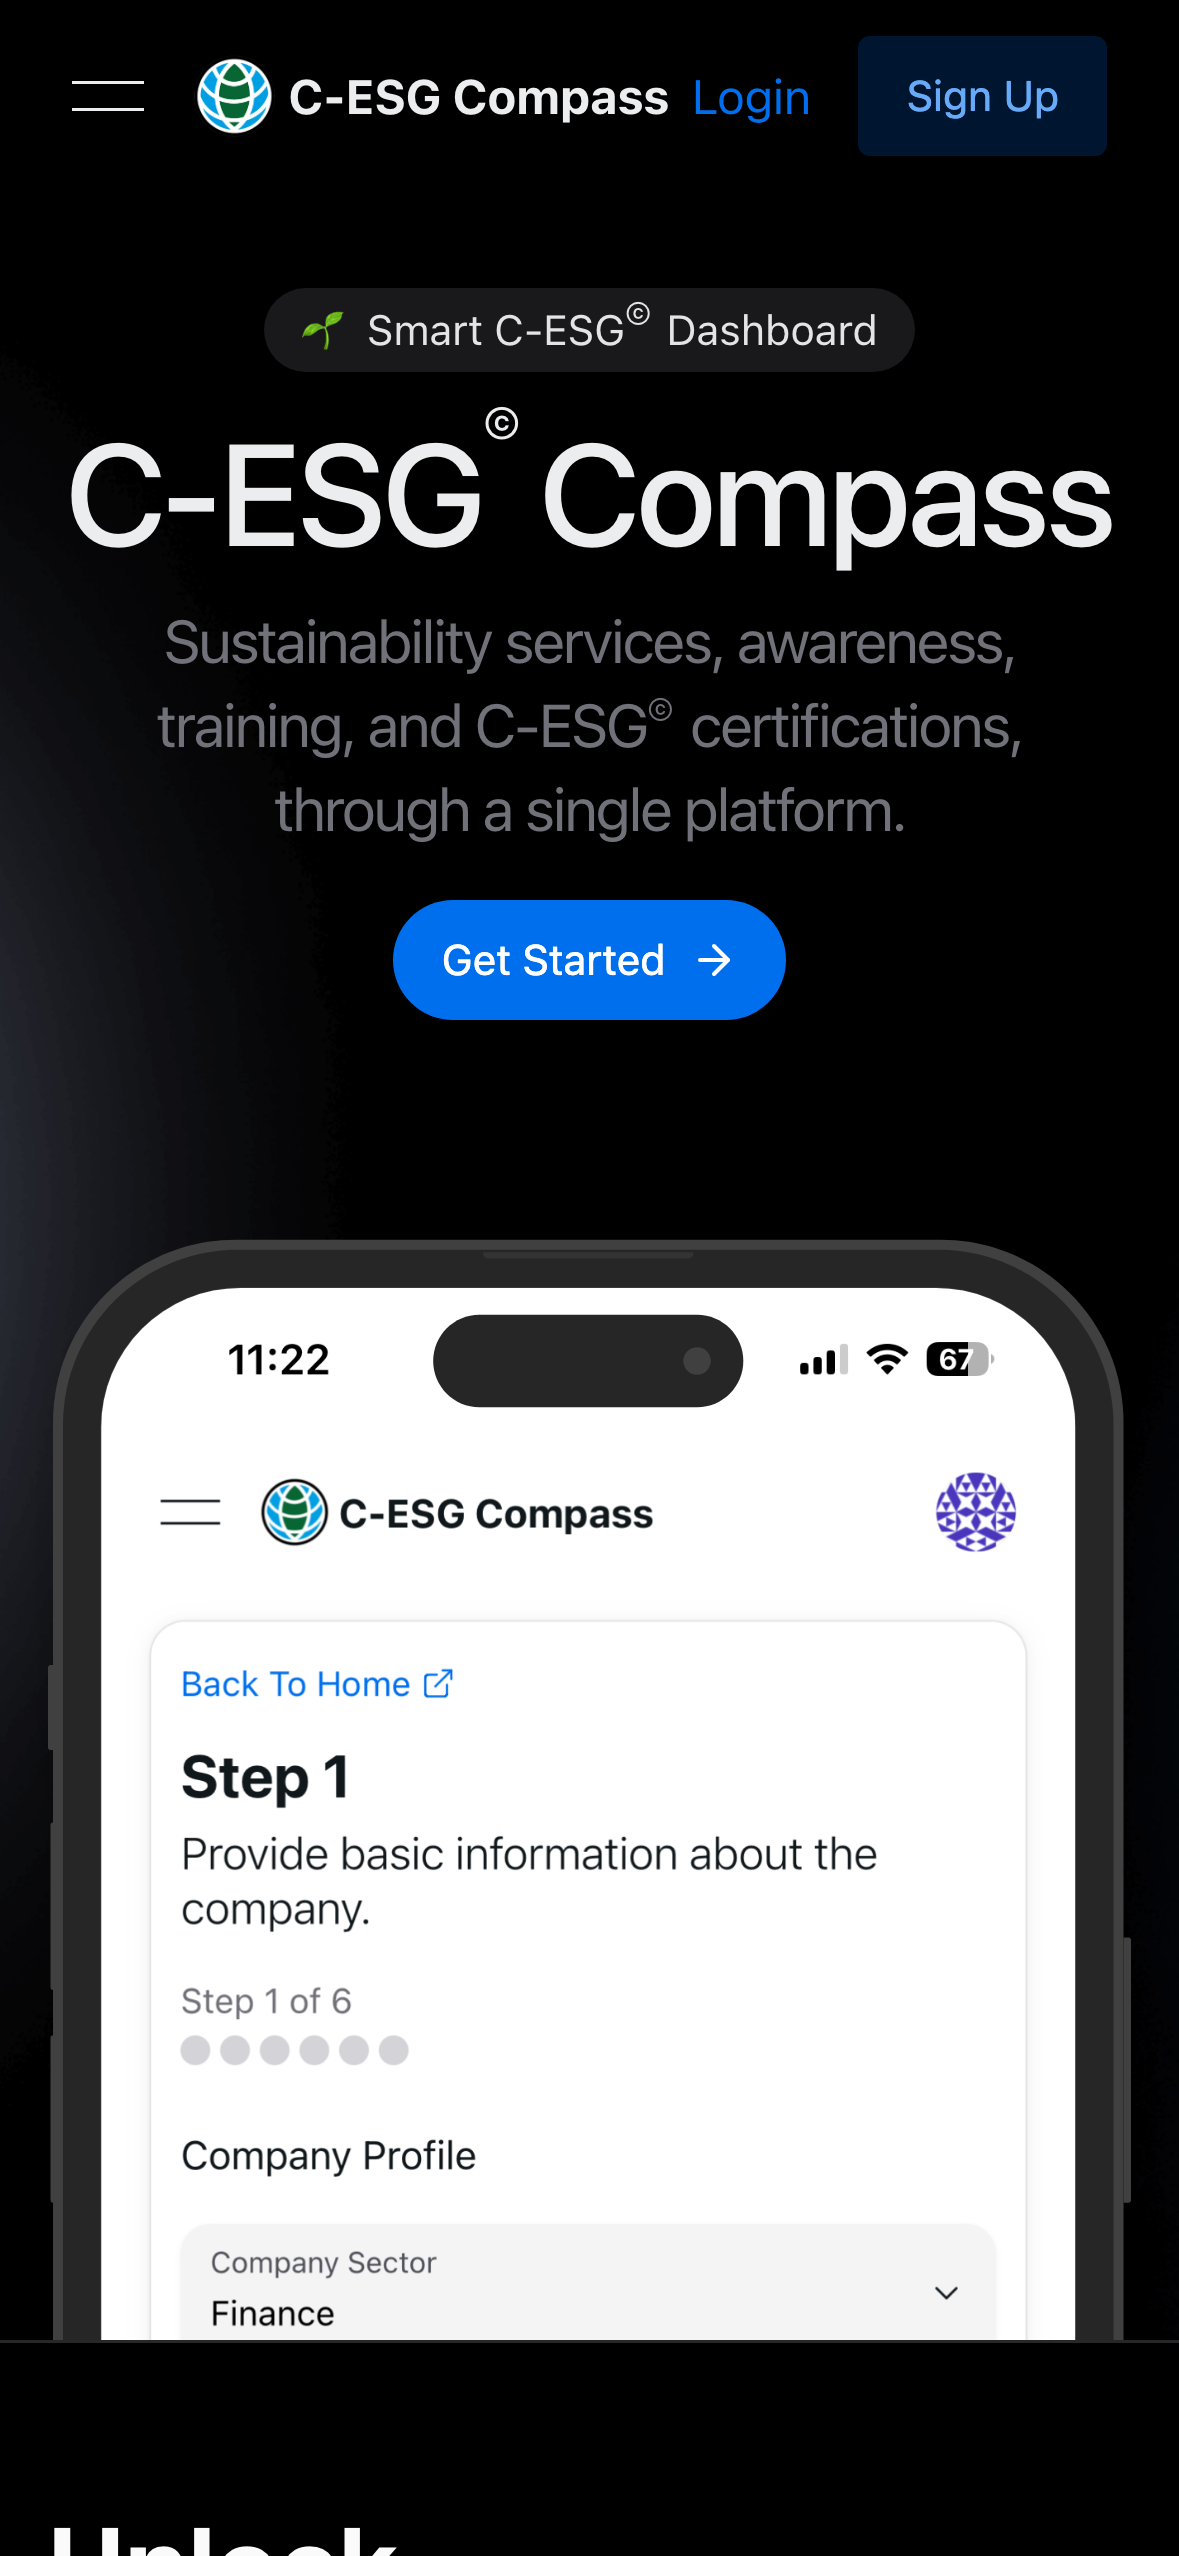 C-ESG Compass Login Sign Up
🌱 Smart C-ESG© Dashboard
C-ESG© Compass
Sustainability services, awareness,
training, and C-ESG© certifications,
through a single platform.
Get Started →
11:22 67
C-ESG Compass
Back To Home
Step 1
Provide basic information about the
company.
Step 1 of 6
Company Profile
Company Sector
Finance
Unlock